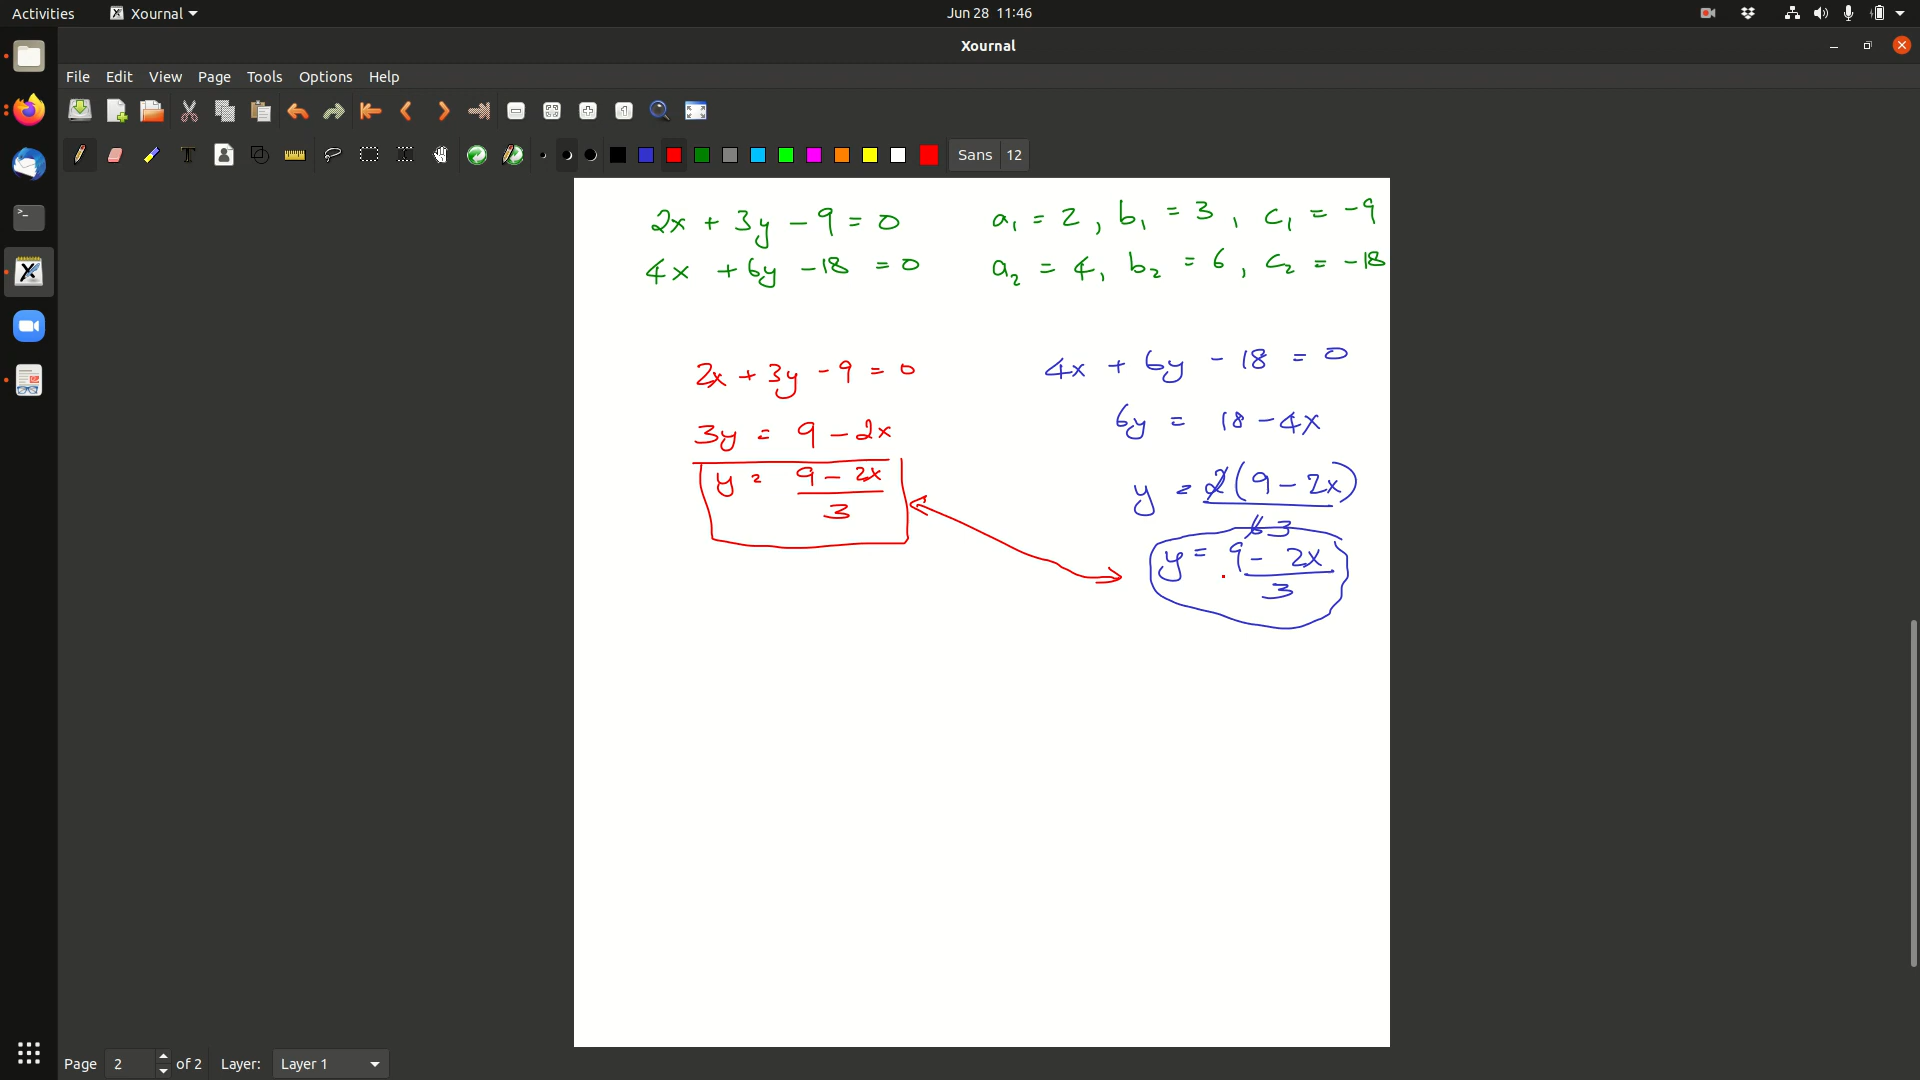 Activities Xournal Jun 28 11:46
Xournal
File Edit View Page Tools Options Help
Sans 12
2x + 3y - 9 = 0 a₁ = 2, b₁ = 3, c₁ = -9
4x + 6y - 18 = 0 a₂ = 4, b₂ = 6, c₂ = -18
2x + 3y - 9 = 0
3y = 9 - 2x
y = 9 - 2x
3
4x + 6y - 18 = 0
6y = 18 - 4x
y = 2(9 - 2x)
6 3
y = 9 - 2x
3
Page 2 of 2 Layer: Layer 1